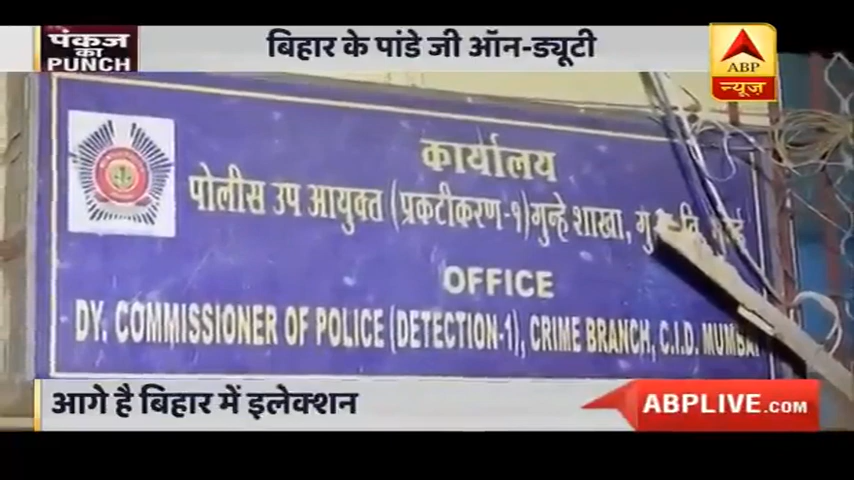 पंकज
का
PUNCH
बिहार के पांडे जी ऑन-ड्यूटी
ABP
न्यूज़
कार्यालय
पोलीस उप आयुक्त (प्रकटीकरण-१) गुन्हे शाखा,
OFFICE
DY. COMMISSIONER OF POLICE (DETECTION-1), CRIME BRANCH, C.I.D. MUMBAI
आगे है बिहार में इलेक्शन
ABPLIVE.COM